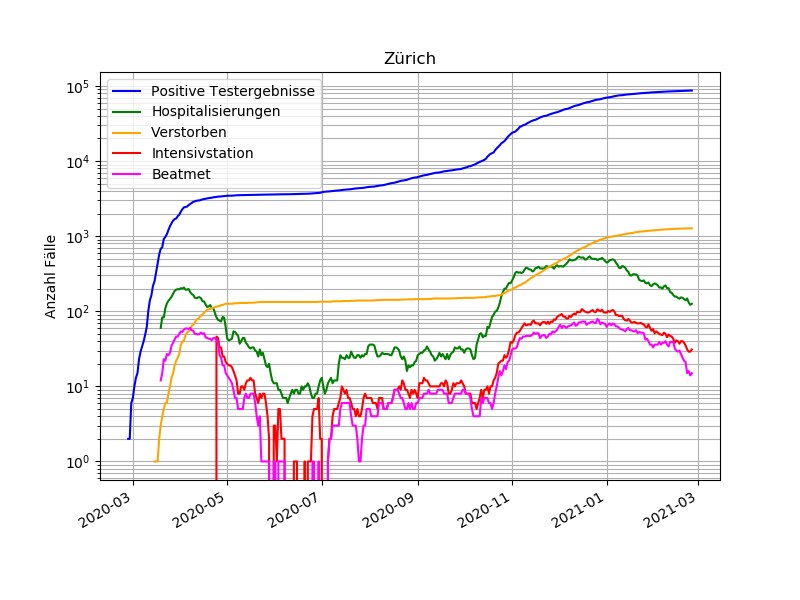 Zürich
Anzahl Fälle
10^5
10^4
10^3
10^2
10^1
10^0
Positive Testergebnisse
Hospitalisierungen
Verstorben
Intensivstation
Beatmet
2020-03
2020-05
2020-07
2020-09
2020-11
2021-01
2021-03